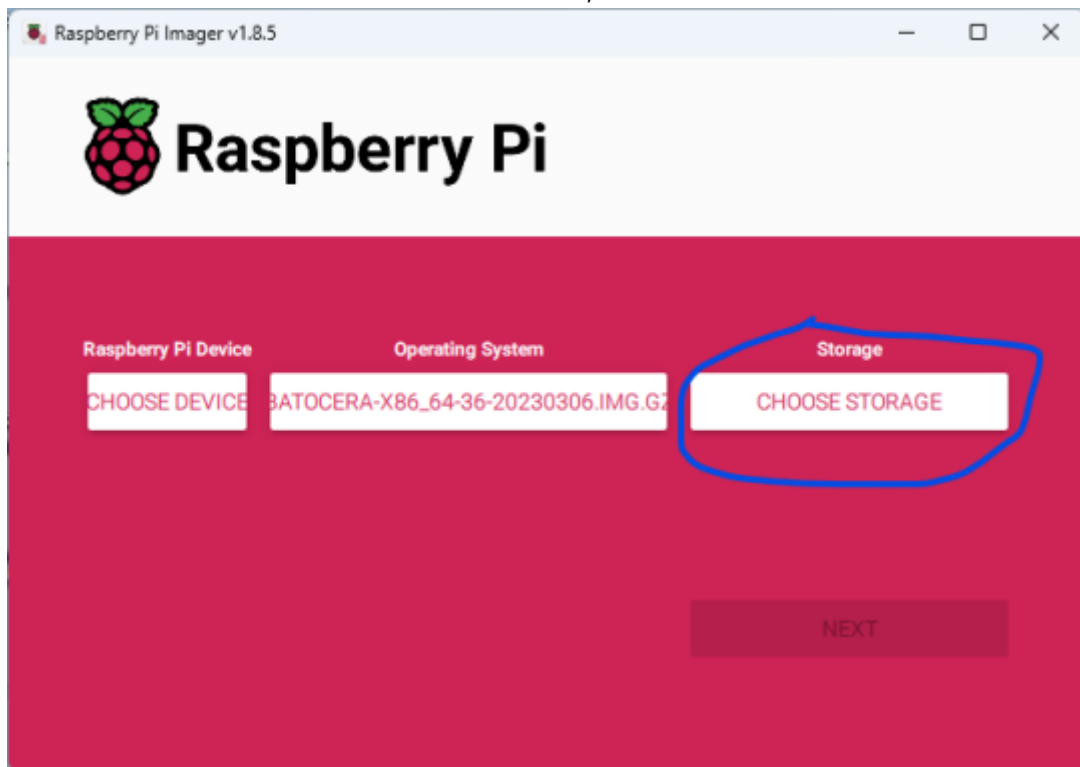 Raspberry Pi Imager v1.8.5
Raspberry Pi
Raspberry Pi Device Operating System Storage
CHOOSE DEVICE BATOCERA-X86_64-36-20230306.IMG.GZ CHOOSE STORAGE
NEXT